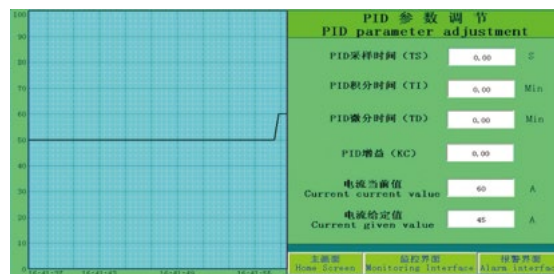 100
90
80
70
60
50
40
30
20
10
0
PID 参 数 调 节
PID parameter adjustment
PID采样时间（TS） 0.00 S
PID积分时间（TI） 0.00 Min
PID微分时间（TD） 0.00 Min
PID增益（KC） 0.00
电流当前值
Current current value 60 A
电流给定值
Current given value 45 A
主画面 监控界面 报警界面
Home Screen Monitoring Interface Alarm interfac